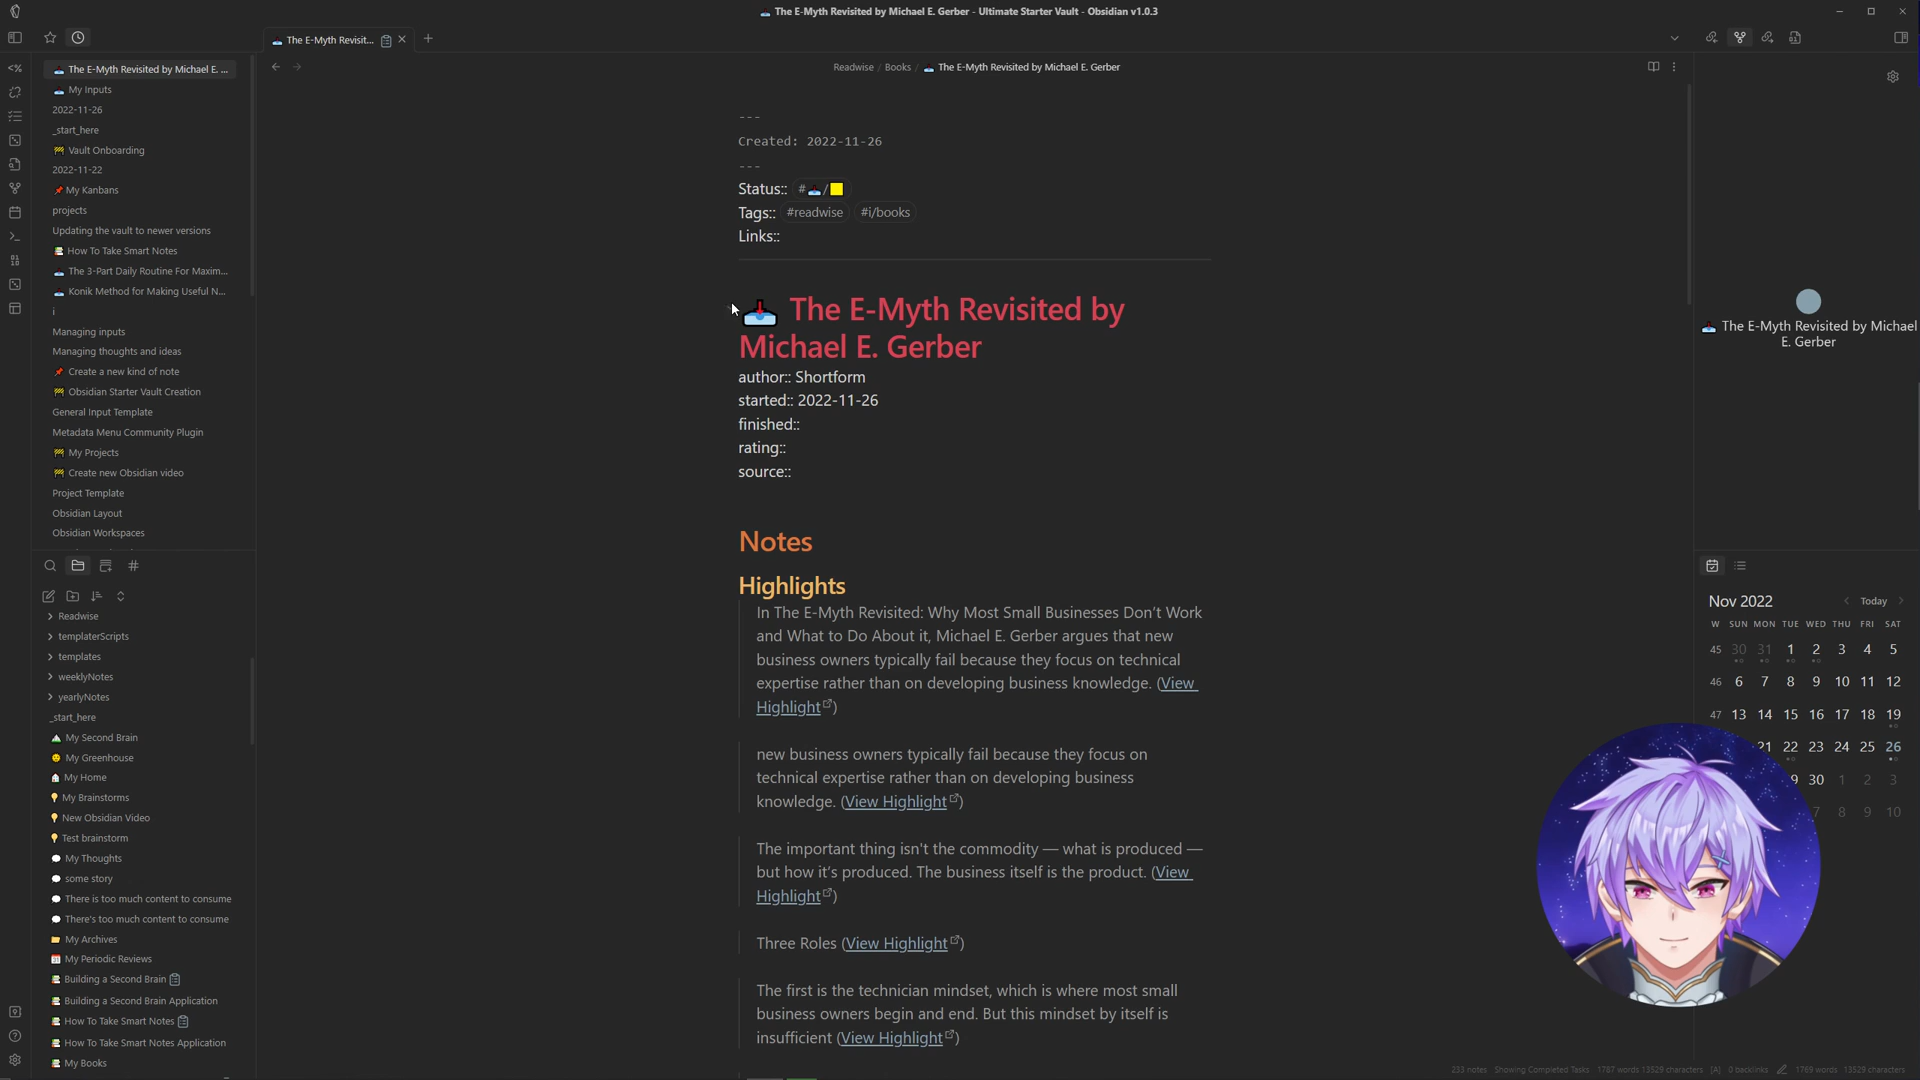 The E-Myth Revisited by Michael E. Gerber - Ultimate Starter Vault - Obsidian v1.0.3
The E-Myth Revisit...
Readwise / Books / The E-Myth Revisited by Michael E. Gerber
The E-Myth Revisited by Michael E. ...
My Inputs
2022-11-26
_start_here
Vault Onboarding
2022-11-22
My Kanbans
projects
Updating the vault to newer versions
How To Take Smart Notes
The 3-Part Daily Routine For Maxim...
Konik Method for Making Useful N...
i
Managing inputs
Managing thoughts and ideas
Create a new kind of note
Obsidian Starter Vault Creation
General Input Template
Metadata Menu Community Plugin
My Projects
Create new Obsidian video
Project Template
Obsidian Layout
Obsidian Workspaces
Readwise
templaterScripts
templates
weeklyNotes
yearlyNotes
_start_here
My Second Brain
My Greenhouse
My Home
My Brainstorms
New Obsidian Video
Test brainstorm
My Thoughts
some story
There is too much content to consume
There's too much content to consume
My Archives
My Periodic Reviews
Building a Second Brain
Building a Second Brain Application
How To Take Smart Notes
How To Take Smart Notes Application
My Books
---
Created: 2022-11-26
---
Status:: #📥/🟨
Tags:: #readwise #i/books
Links::
The E-Myth Revisited by
Michael E. Gerber
author:: Shortform
started:: 2022-11-26
finished::
rating::
source::
Notes
Highlights
In The E-Myth Revisited: Why Most Small Businesses Don't Work
and What to Do About it, Michael E. Gerber argues that new
business owners typically fail because they focus on technical
expertise rather than on developing business knowledge. (View
Highlight)
new business owners typically fail because they focus on
technical expertise rather than on developing business
knowledge. (View Highlight)
The important thing isn't the commodity — what is produced —
but how it's produced. The business itself is the product. (View
Highlight)
Three Roles (View Highlight)
The first is the technician mindset, which is where most small
business owners begin and end. But this mindset by itself is
insufficient (View Highlight)
The E-Myth Revisited by Michael
E. Gerber
Nov 2022 Today
W SUN MON TUE WED THU FRI SAT
45 30 31 1 2 3 4 5
46 6 7 8 9 10 11 12
47 13 14 15 16 17 18 19
21 22 23 24 25 26
9 30 1 2 3
7 8 9 10
233 notes Showing Completed Tasks 1787 words 13529 characters [A] 0 backlinks 1769 words 13529 characters